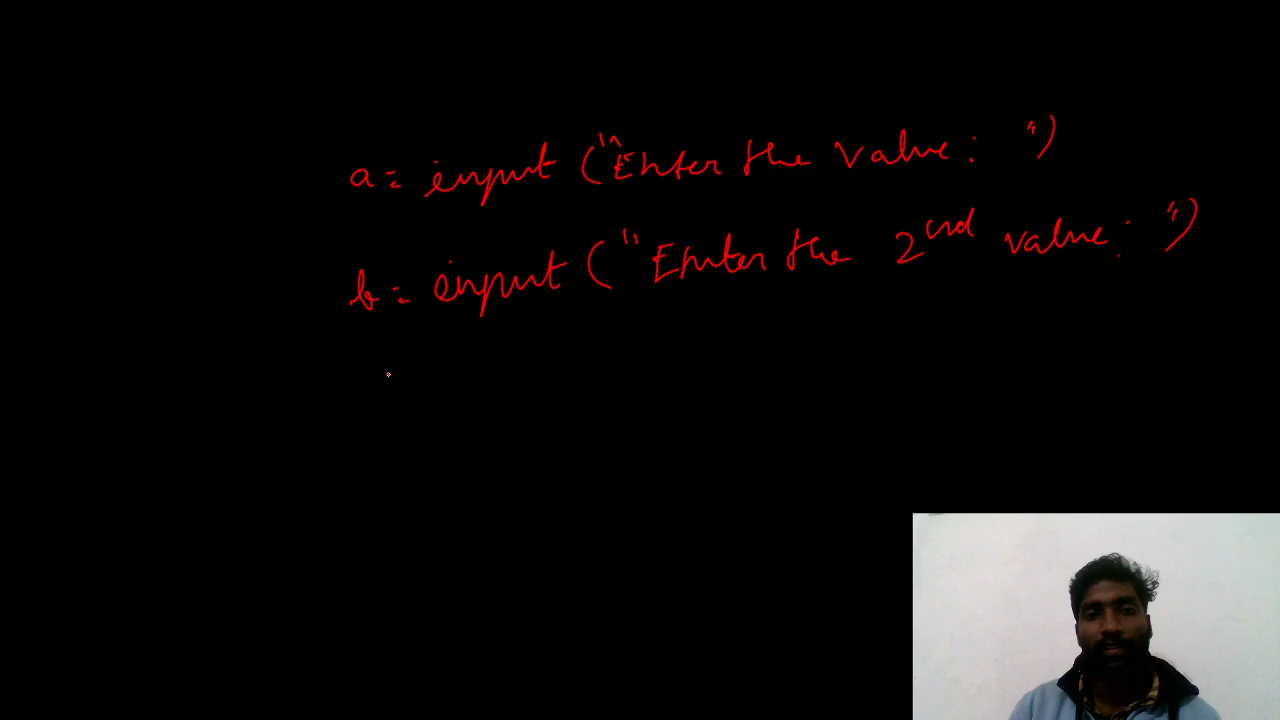 a = input ("Enter the value: ")
b = input ("Enter the 2nd value: ")